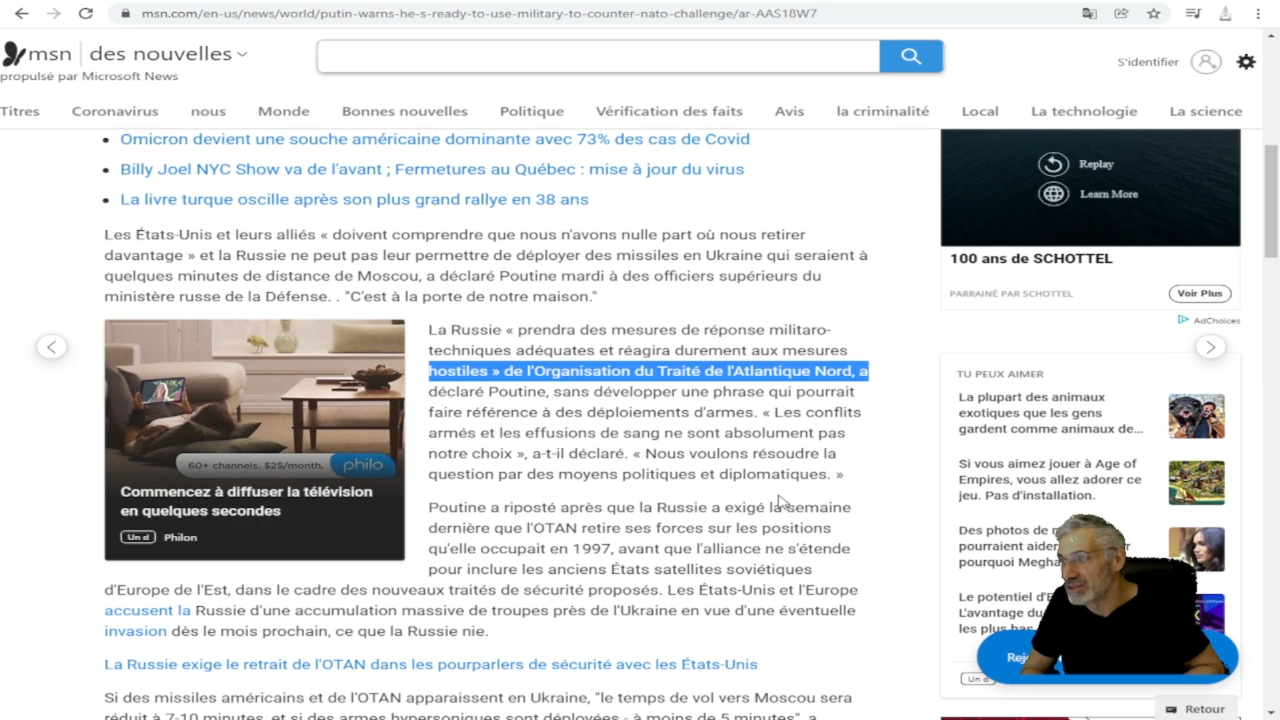 msn.com/en-us/news/world/putin-warns-he-s-ready-to-use-military-to-counter-nato-challenge/ar-AAS18W7
msn des nouvelles
propulsé par Microsoft News
S'identifier
Titres Coronavirus nous Monde Bonnes nouvelles Politique Vérification des faits Avis la criminalité Local La technologie La science
• Omicron devient une souche américaine dominante avec 73% des cas de Covid
• Billy Joel NYC Show va de l'avant ; Fermetures au Québec : mise à jour du virus
• La livre turque oscille après son plus grand rallye en 38 ans
Les États-Unis et leurs alliés « doivent comprendre que nous n'avons nulle part où nous retirer
davantage » et la Russie ne peut pas leur permettre de déployer des missiles en Ukraine qui seraient à
quelques minutes de distance de Moscou, a déclaré Poutine mardi à des officiers supérieurs du
ministère russe de la Défense. . "C'est à la porte de notre maison."
60+ channels. $25/month. philo
Commencez à diffuser la télévision
en quelques secondes
Un d Philon
La Russie « prendra des mesures de réponse militaro-
techniques adéquates et réagira durement aux mesures
hostiles » de l'Organisation du Traité de l'Atlantique Nord, a
déclaré Poutine, sans développer une phrase qui pourrait
faire référence à des déploiements d'armes. « Les conflits
armés et les effusions de sang ne sont absolument pas
notre choix », a-t-il déclaré. « Nous voulons résoudre la
question par des moyens politiques et diplomatiques. »
Poutine a riposté après que la Russie a exigé la semaine
dernière que l'OTAN retire ses forces sur les positions
qu'elle occupait en 1997, avant que l'alliance ne s'étende
pour inclure les anciens États satellites soviétiques
d'Europe de l'Est, dans le cadre des nouveaux traités de sécurité proposés. Les États-Unis et l'Europe
accusent la Russie d'une accumulation massive de troupes près de l'Ukraine en vue d'une éventuelle
invasion dès le mois prochain, ce que la Russie nie.
La Russie exige le retrait de l'OTAN dans les pourparlers de sécurité avec les États-Unis
Si des missiles américains et de l'OTAN apparaissent en Ukraine, "le temps de vol vers Moscou sera
réduit à 7-10 minutes, et si des armes hypersoniques sont déployées - à moins de 5 minutes", a
Replay
Learn More
100 ans de SCHOTTEL
PARRAINÉ PAR SCHOTTEL Voir Plus
AdChoices
TU PEUX AIMER
La plupart des animaux
exotiques que les gens
gardent comme animaux de...
Si vous aimez jouer à Age of
Empires, vous allez adorer ce
jeu. Pas d'installation.
Des photos de
pourraient aider
pourquoi
Le potentiel
L'avantage du
les plus
Un d
Retour